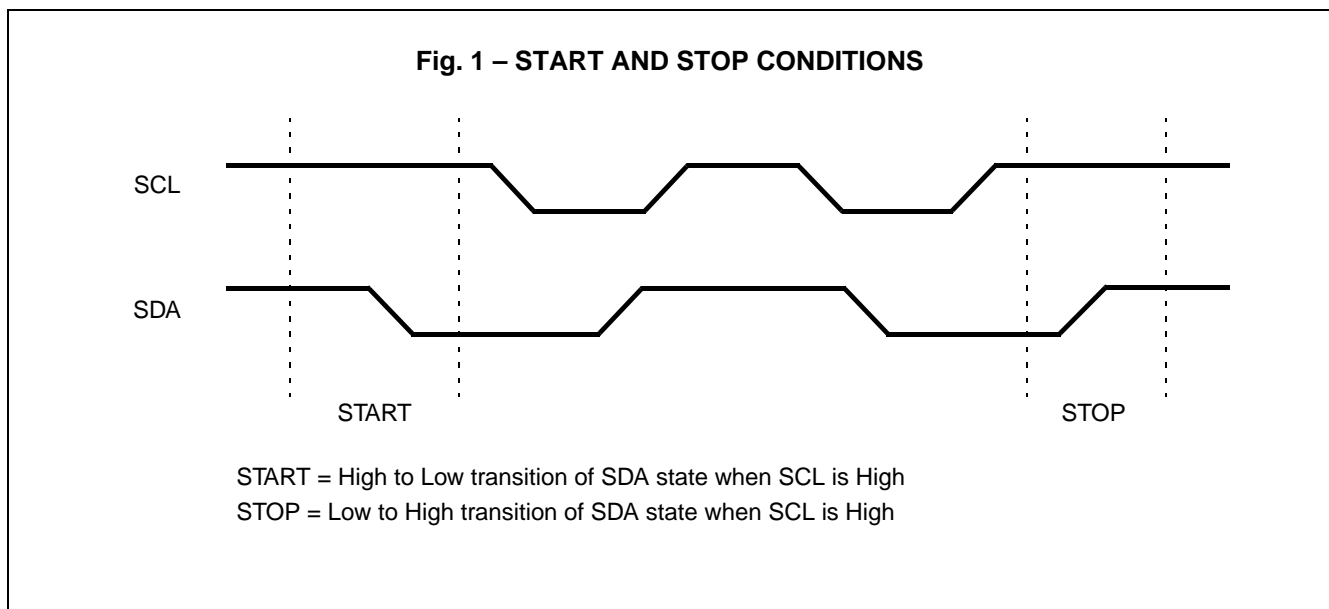 Fig. 1 – START AND STOP CONDITIONS
SCL
SDA
START
STOP
START = High to Low transition of SDA state when SCL is High
STOP = Low to High transition of SDA state when SCL is High